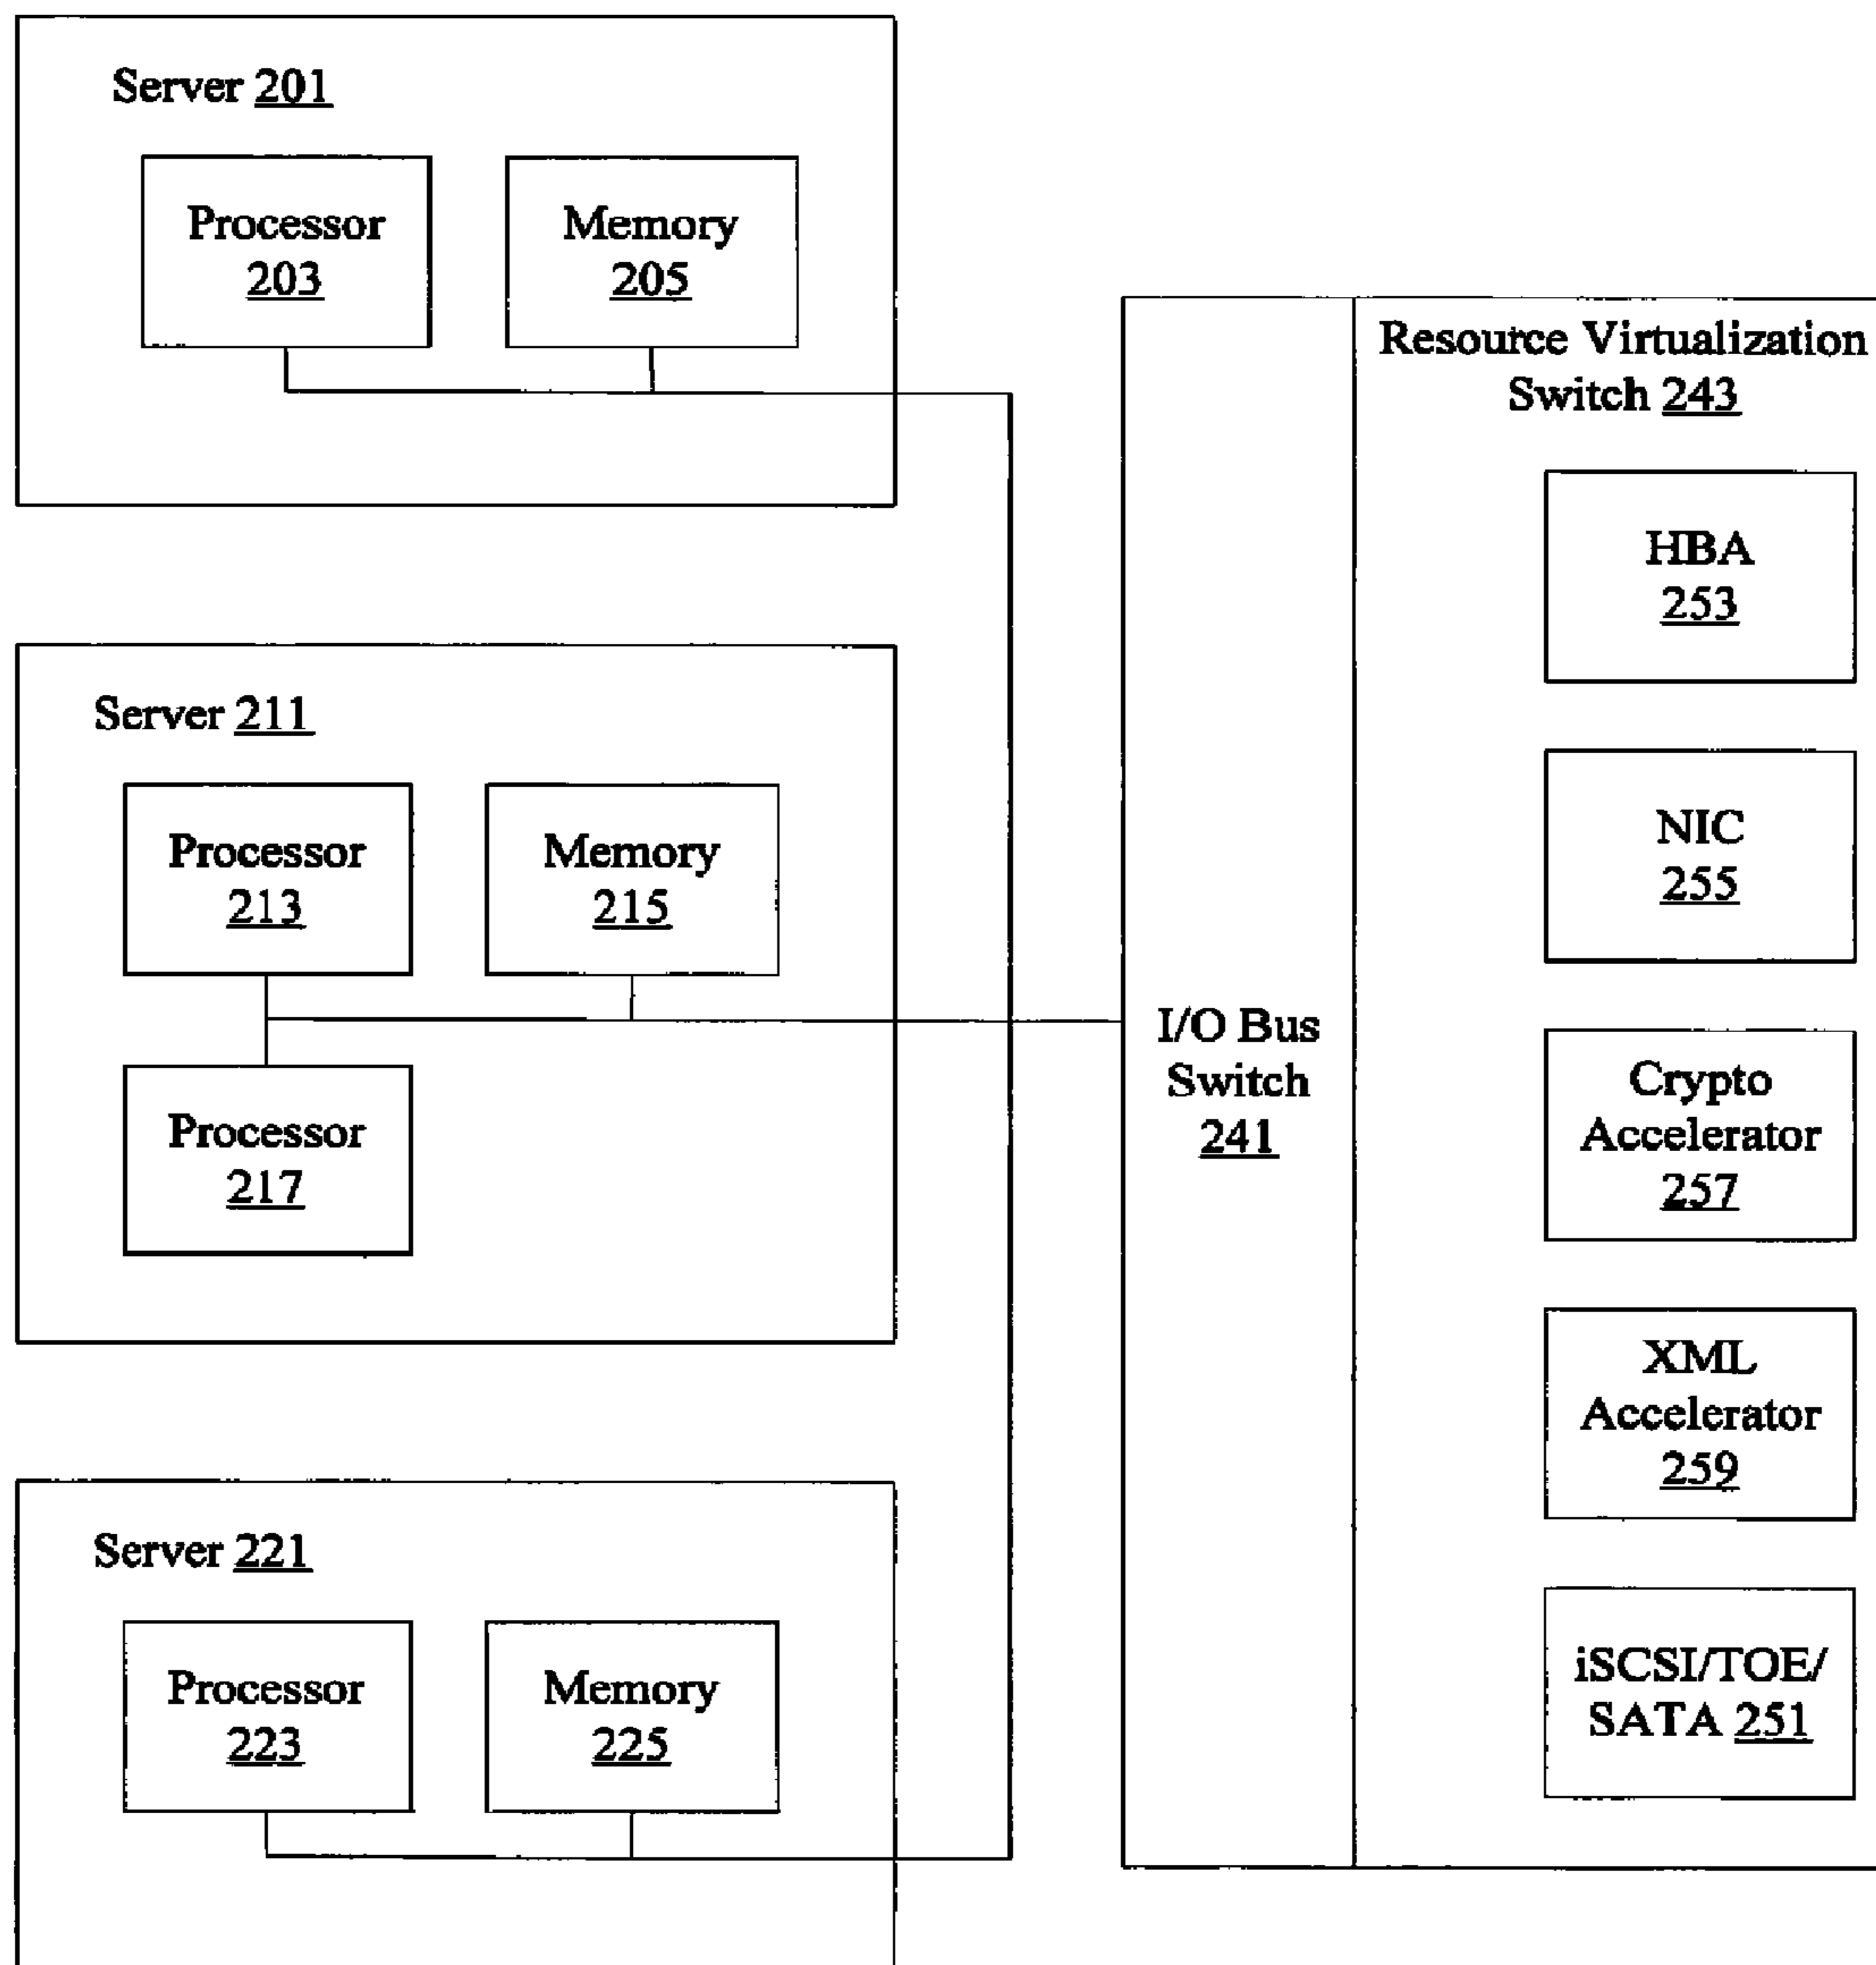 Server 201
Processor
203
Memory
205
Server 211
Processor
213
Memory
215
Processor
217
Server 221
Processor
223
Memory
225
I/O Bus
Switch
241
Resource Virtualization
Switch 243
HBA
253
NIC
255
Crypto
Accelerator
257
XML
Accelerator
259
iSCSI/TOE/
SATA 251